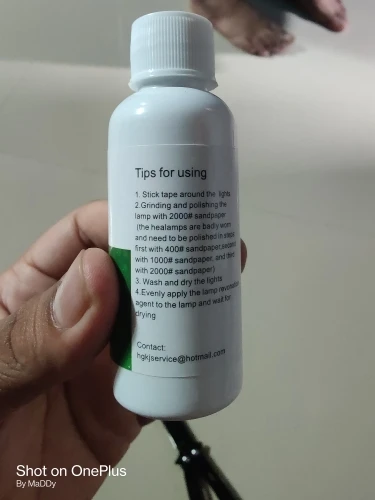 Tips for using
1. Stick tape around the lights
2.Grinding and polishing the
lamp with 2000# sandpaper
(the healamps are badly worn
and need to be polished in steps
first with 400# sandpaper,second
with 1000# sandpaper, and then
with 2000# sandpaper)
3. Wash and dry the lights
4.Evenly apply the lamp renovation
agent to the lamp and wait for
drying
Contact:
hgkjservice@hotmail.com
Shot on OnePlus
By MaDDy